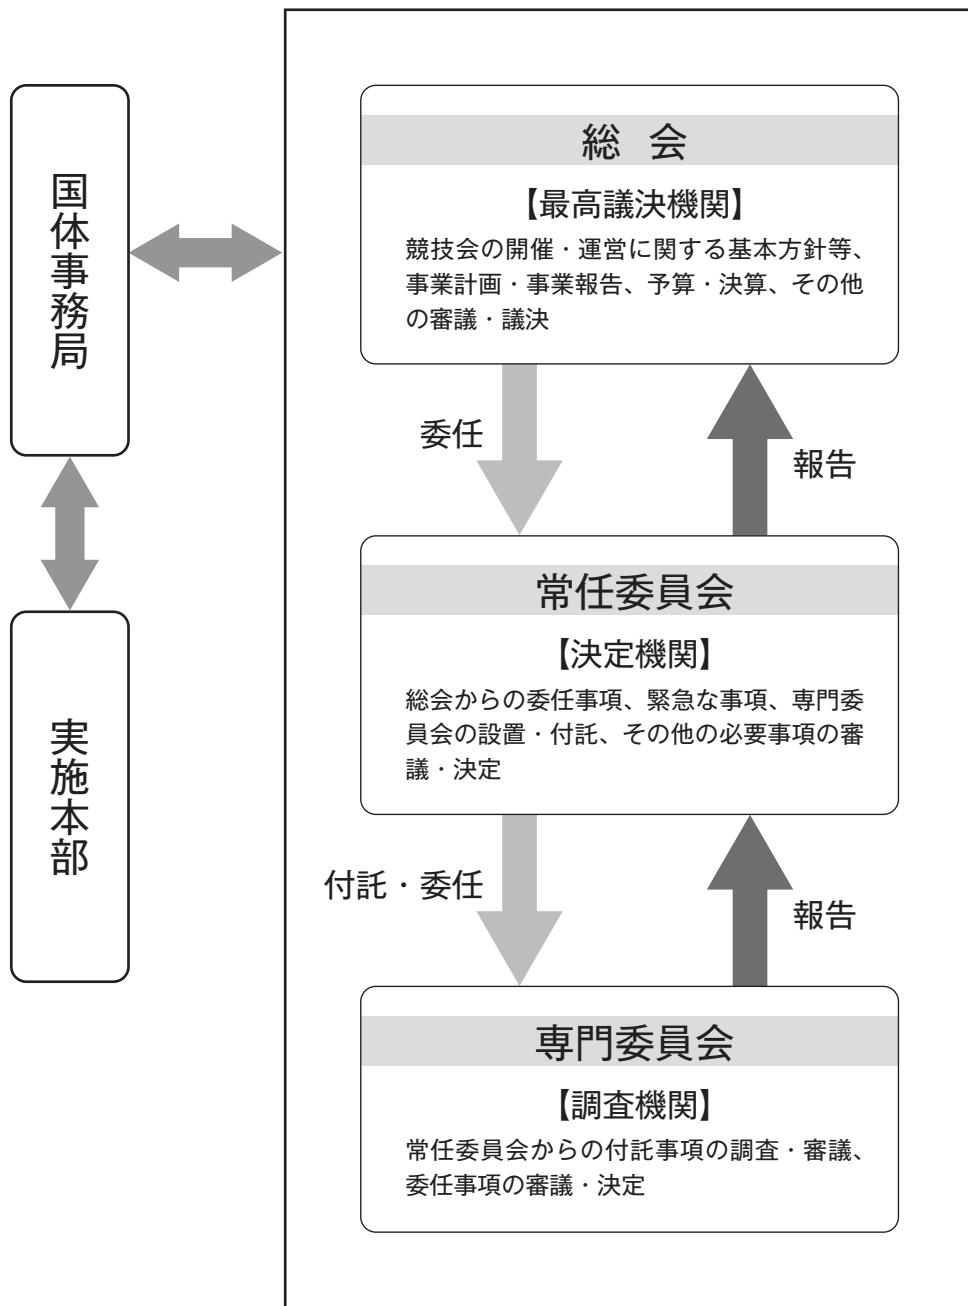 国体事務局
実施本部
総 会
【最高議決機関】
競技会の開催・運営に関する基本方針等、
事業計画・事業報告、予算・決算、その他
の審議・議決
委任
報告
常任委員会
【決定機関】
総会からの委任事項、緊急な事項、専門委
員会の設置・付託、その他の必要事項の審
議・決定
付託・委任
報告
専門委員会
【調査機関】
常任委員会からの付託事項の調査・審議、
委任事項の審議・決定